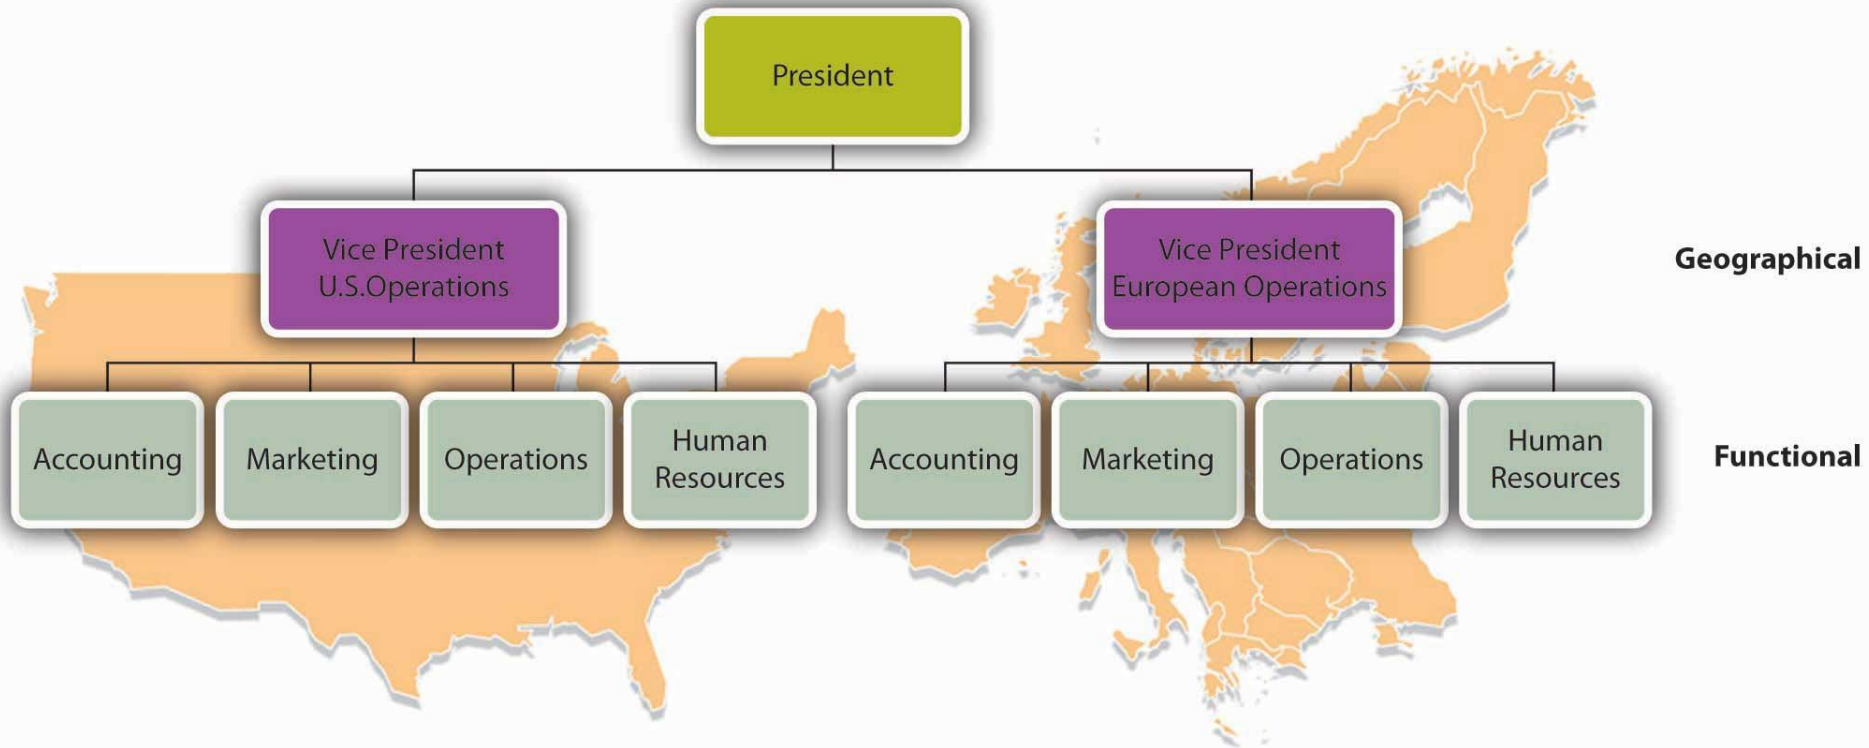 President
Vice President
U.S.Operations
Vice President
European Operations
Geographical
Accounting
Marketing
Operations
Human
Resources
Accounting
Marketing
Operations
Human
Resources
Functional